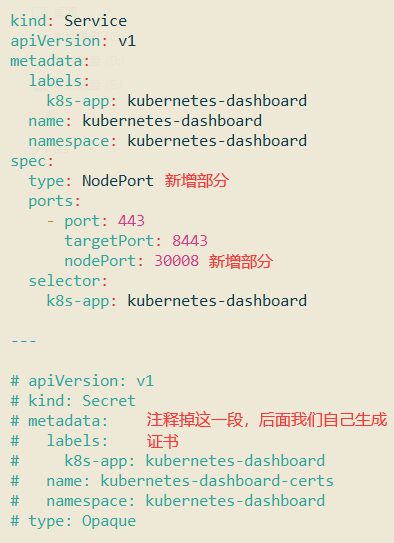 kind: Service
apiVersion: v1
metadata:
  labels:
    k8s-app: kubernetes-dashboard
  name: kubernetes-dashboard
  namespace: kubernetes-dashboard
spec:
  type: NodePort 新增部分
  ports:
    - port: 443
      targetPort: 8443
      nodePort: 30008 新增部分
  selector:
    k8s-app: kubernetes-dashboard

---

# apiVersion: v1
# kind: Secret
# metadata: 注释掉这一段，后面我们自己生成
#   labels: 证书
#     k8s-app: kubernetes-dashboard
#   name: kubernetes-dashboard-certs
#   namespace: kubernetes-dashboard
# type: Opaque